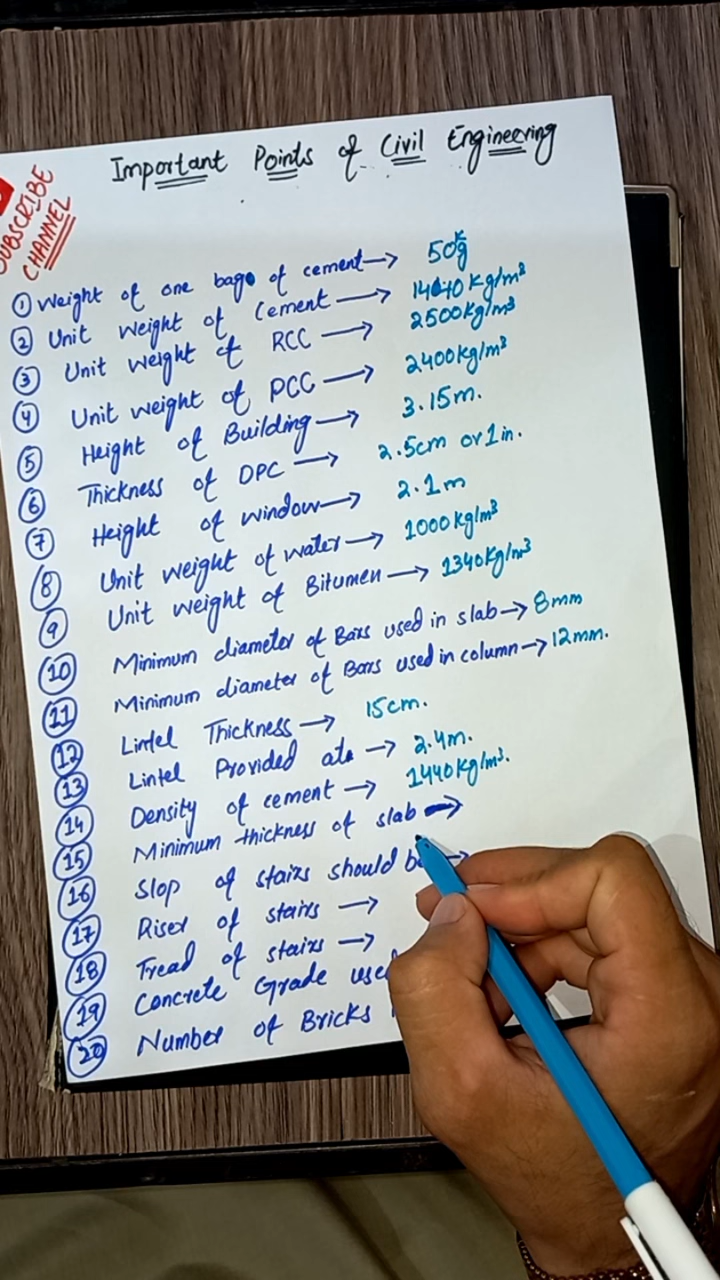 Important Points of Civil Engineering
SUBSCRIBE
CHANNEL
① Weight of one bag of cement → 50kg
② Unit weight of Cement → 1440 kg/m³
③ Unit weight of RCC → 2500kg/m³
④ Unit weight of PCC → 2400kg/m³
⑤ Height of Building → 3.15m.
⑥ Thickness of DPC → 2.5cm or 1 in.
⑦ Height of window → 2.1m
⑧ Unit weight of water → 1000kg/m³
⑨ Unit weight of Bitumen → 1340kg/m³
⑩ Minimum diameter of Bars used in slab → 8mm
⑪ Minimum diameter of Bars used in column → 12mm.
⑫ Lintel Thickness → 15cm.
⑬ Lintel Provided at → 2.4m.
⑭ Density of cement → 1440kg/m³.
⑮ Minimum thickness of slab →
⑯ Slop of stairs should be →
⑰ Riser of stairs →
⑱ Tread of stairs →
⑲ Concrete Grade used
⑳ Number of Bricks